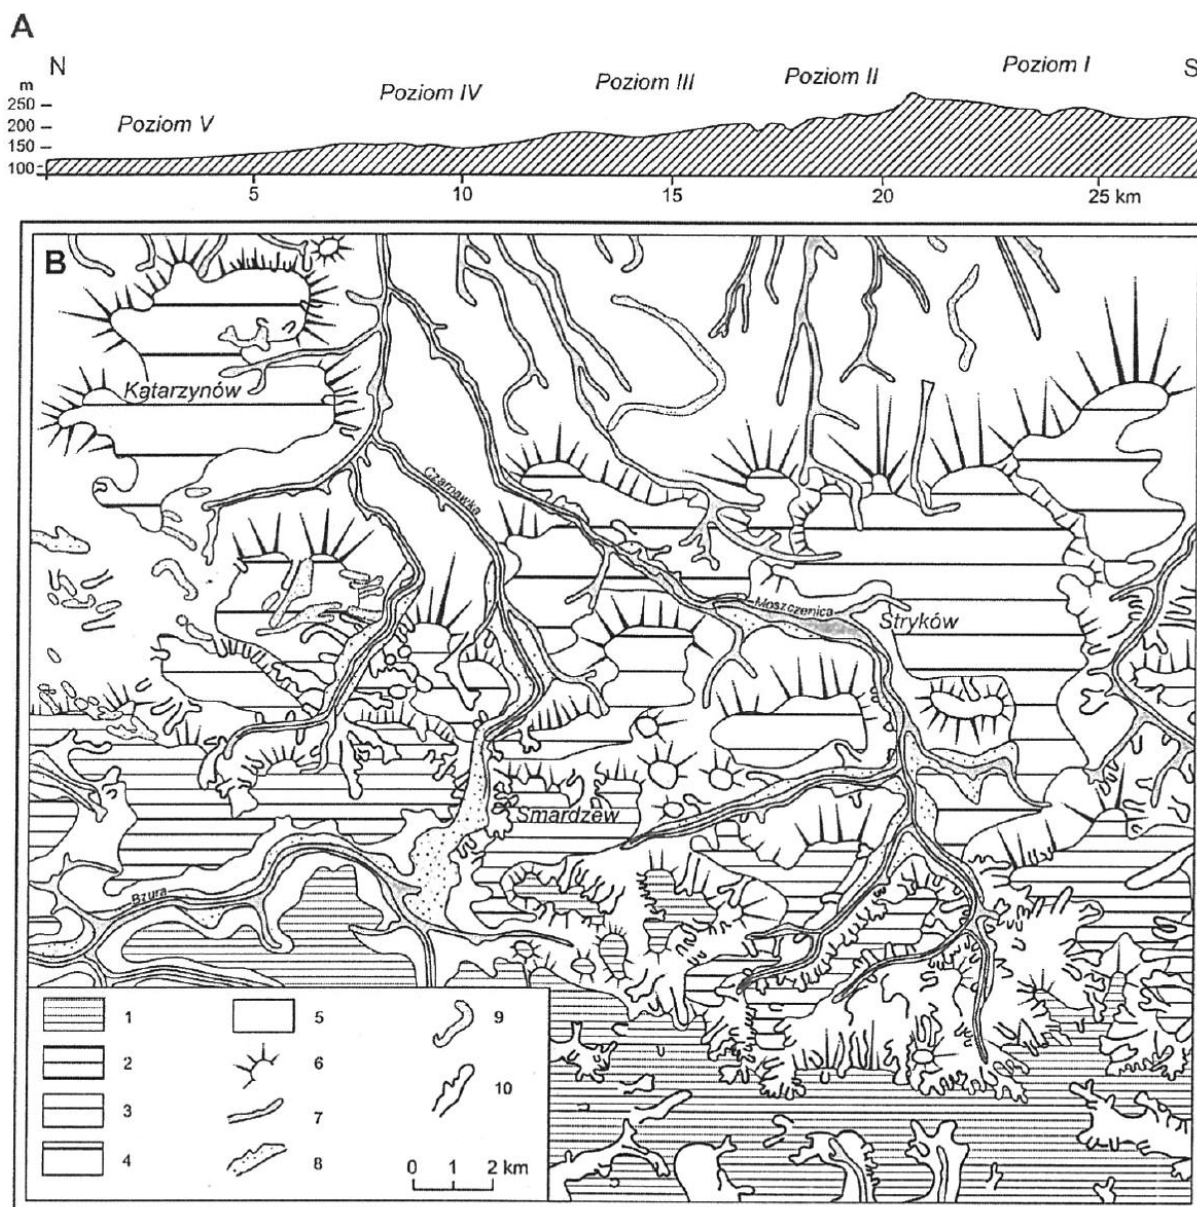 A
N Poziom V Poziom IV Poziom III Poziom II Poziom I S
m
250
200
150
100
5 10 15 20 25 km
B
Katarzynów
Czarnawka
Moszczenica
Stryków
Smardzew
Bzura
1 5 9
2 6 10
3 7
4 8
0 1 2 km